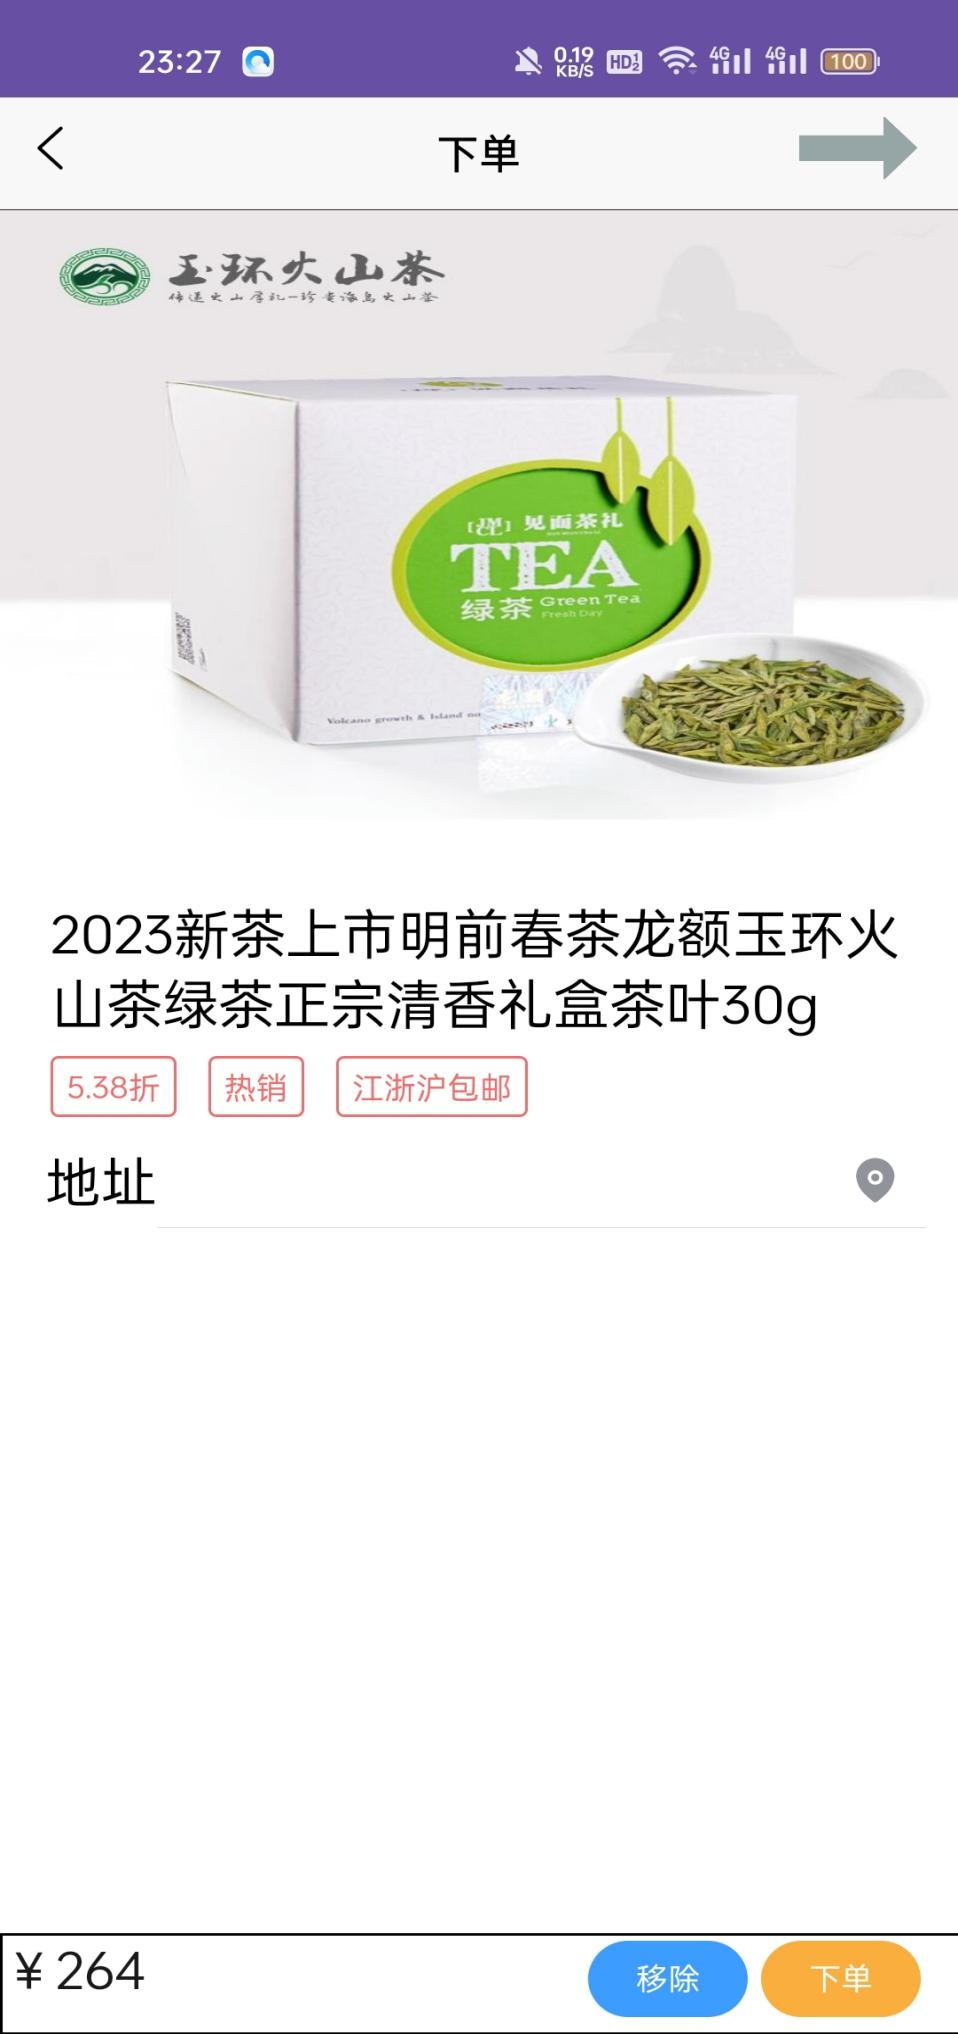 23:27
0.19
KB/S
HD
4G
4G
100
下单
玉环火山茶
见面茶礼
TEA
绿茶 Green Tea
Fresh Day
Volcano growth & Island
2023新茶上市明前春茶龙额玉环火
山茶绿茶正宗清香礼盒茶叶30g
5.38折 热销 江浙沪包邮
地址
¥ 264
移除 下单